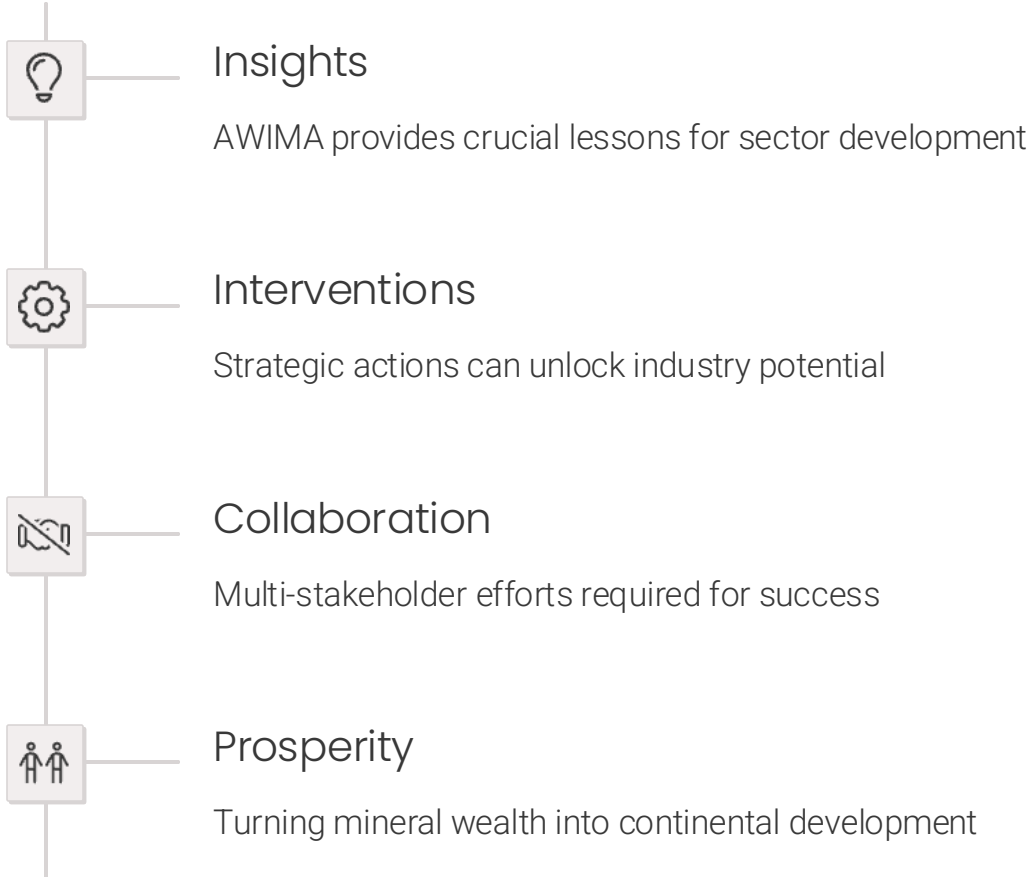 Insights
AWIMA provides crucial lessons for sector development
Interventions
Strategic actions can unlock industry potential
Collaboration
Multi-stakeholder efforts required for success
Prosperity
Turning mineral wealth into continental development